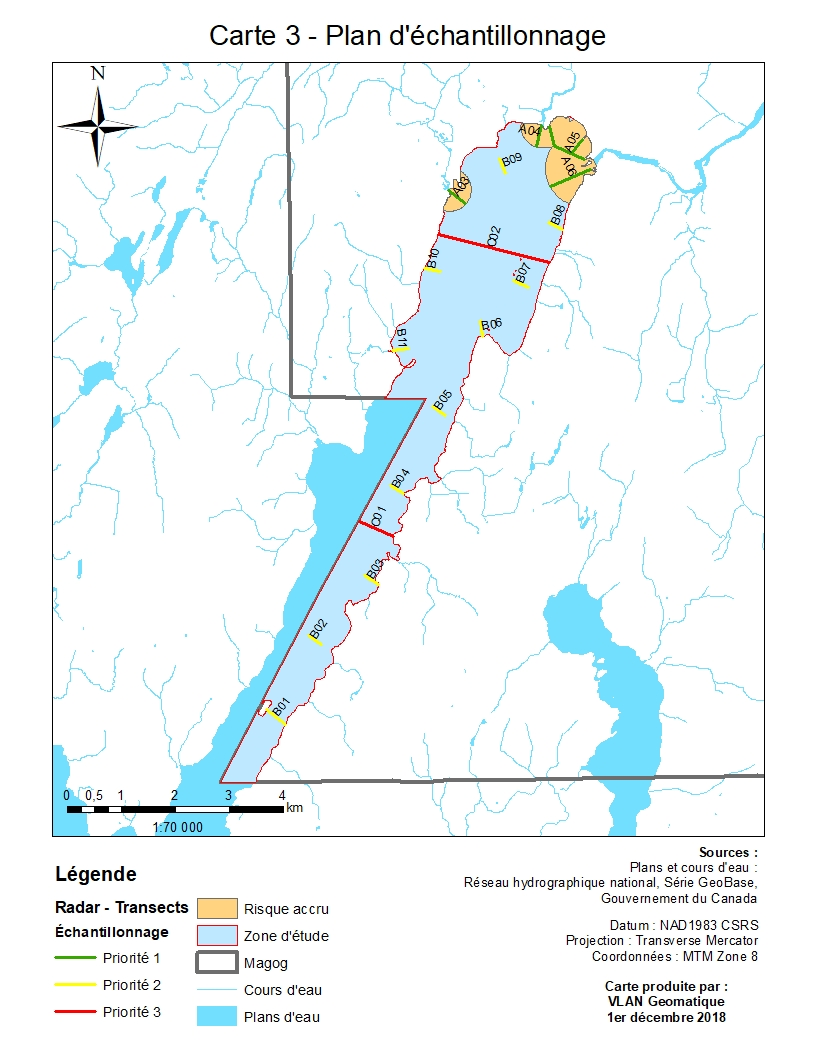 Carte 3 - Plan d'échantillonnage
N
A04
A05
B09
A06
A03
B08
C02
B10
B07
B06
B11
B05
B04
C01
B03
B02
B01
0 0,5 1 2 3 4
km
1:70 000
Légende
Radar - Transects
Échantillonnage
Priorité 1
Priorité 2
Priorité 3
Risque accru
Zone d'étude
Magog
Cours d'eau
Plans d'eau
Sources :
Plans et cours d'eau :
Réseau hydrographique national, Série GeoBase,
Gouvernement du Canada
Datum : NAD1983 CSRS
Projection : Transverse Mercator
Coordonnées : MTM Zone 8
Carte produite par :
VLAN Geomatique
1er décembre 2018